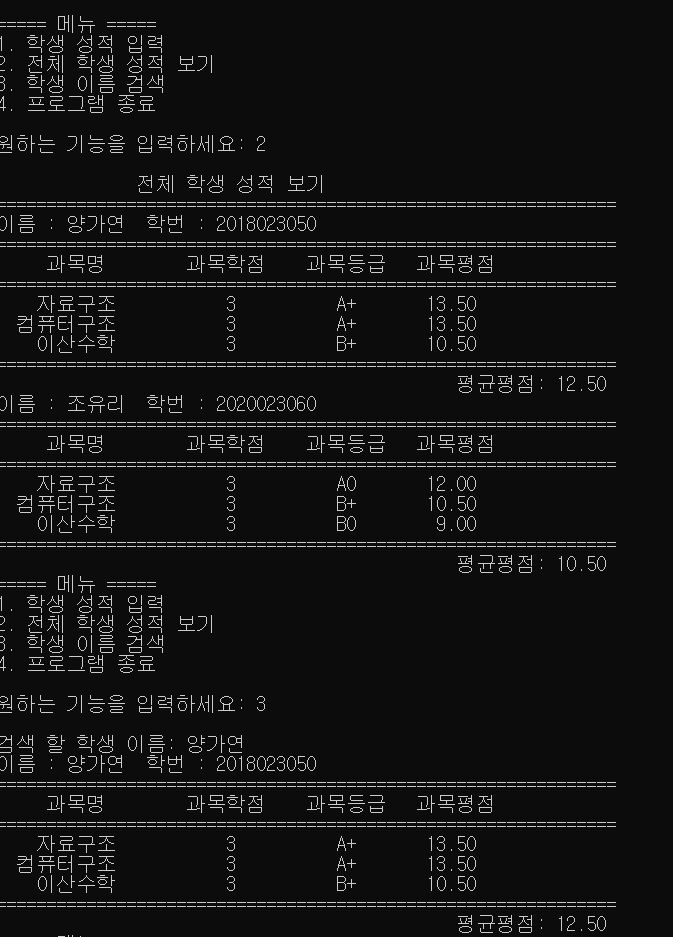 ===== 메뉴 =====
1. 학생 성적 입력
2. 전체 학생 성적 보기
3. 학생 이름 검색
4. 프로그램 종료
원하는 기능을 입력하세요: 2
전체 학생 성적 보기
==============================================================
이름 : 양가연 학번 : 2018023050
==============================================================
과목명 과목학점 과목등급 과목평점
==============================================================
자료구조 3 A+ 13.50
컴퓨터구조 3 A+ 13.50
이산수학 3 B+ 10.50
==============================================================
평균평점: 12.50
이름 : 조유리 학번 : 2020023060
==============================================================
과목명 과목학점 과목등급 과목평점
==============================================================
자료구조 3 A0 12.00
컴퓨터구조 3 B+ 10.50
이산수학 3 B0 9.00
==============================================================
평균평점: 10.50
===== 메뉴 =====
1. 학생 성적 입력
2. 전체 학생 성적 보기
3. 학생 이름 검색
4. 프로그램 종료
원하는 기능을 입력하세요: 3
검색 할 학생 이름: 양가연
이름 : 양가연 학번 : 2018023050
==============================================================
과목명 과목학점 과목등급 과목평점
==============================================================
자료구조 3 A+ 13.50
컴퓨터구조 3 A+ 13.50
이산수학 3 B+ 10.50
==============================================================
평균평점: 12.50